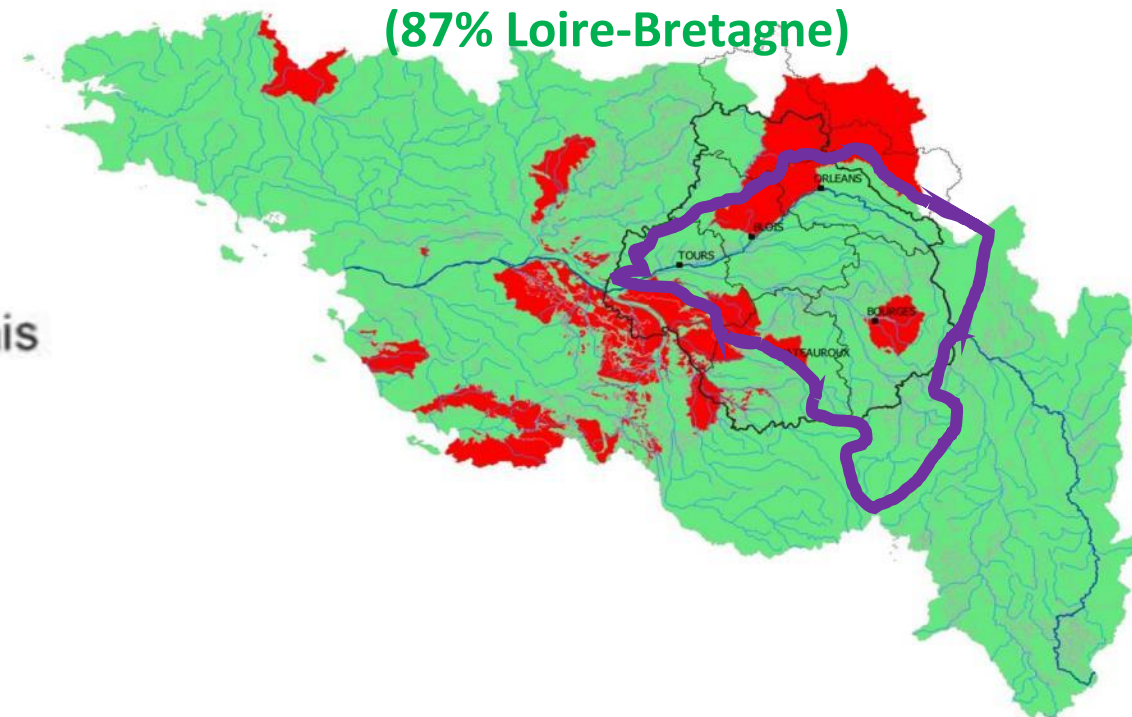 (87% Loire-Bretagne)
ORLEANS
BLOIS
TOURS
is
BOURGES
TEAUROUX